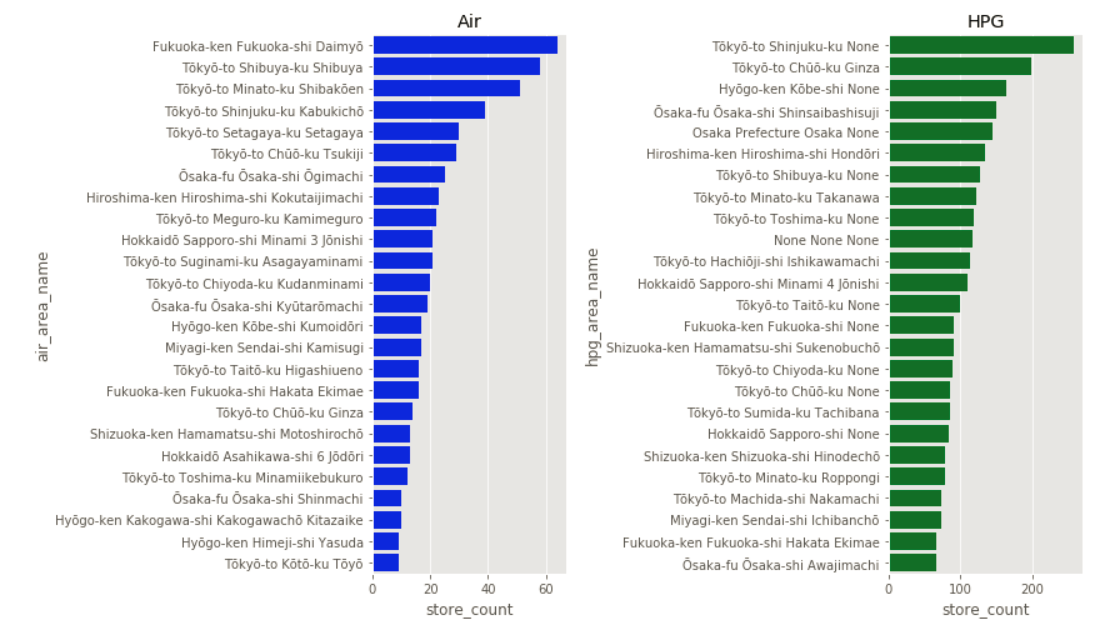 Air
air_area_name
Fukuoka-ken Fukuoka-shi Daimyō
Tōkyō-to Shibuya-ku Shibuya
Tōkyō-to Minato-ku Shibakōen
Tōkyō-to Shinjuku-ku Kabukichō
Tōkyō-to Setagaya-ku Setagaya
Tōkyō-to Chūō-ku Tsukiji
Ōsaka-fu Ōsaka-shi Ōgimachi
Hiroshima-ken Hiroshima-shi Kokutaijimachi
Tōkyō-to Meguro-ku Kamimeguro
Hokkaidō Sapporo-shi Minami 3 Jōnishi
Tōkyō-to Suginami-ku Asagayaminami
Tōkyō-to Chiyoda-ku Kudanminami
Ōsaka-fu Ōsaka-shi Kyūtarōmachi
Hyōgo-ken Kōbe-shi Kumoidōri
Miyagi-ken Sendai-shi Kamisugi
Tōkyō-to Taitō-ku Higashiueno
Fukuoka-ken Fukuoka-shi Hakata Ekimae
Tōkyō-to Chūō-ku Ginza
Shizuoka-ken Hamamatsu-shi Motoshirochō
Hokkaidō Asahikawa-shi 6 Jōdōri
Tōkyō-to Toshima-ku Minamiikebukuro
Ōsaka-fu Ōsaka-shi Shinmachi
Hyōgo-ken Kakogawa-shi Kakogawachō Kitazaike
Hyōgo-ken Himeji-shi Yasuda
Tōkyō-to Kōtō-ku Tōyō
0 20 40 60
store_count
HPG
hpg_area_name
Tōkyō-to Shinjuku-ku None
Tōkyō-to Chūō-ku Ginza
Hyōgo-ken Kōbe-shi None
Ōsaka-fu Ōsaka-shi Shinsaibashisuji
Osaka Prefecture Osaka None
Hiroshima-ken Hiroshima-shi Hondōri
Tōkyō-to Shibuya-ku None
Tōkyō-to Minato-ku Takanawa
Tōkyō-to Toshima-ku None
None None None
Tōkyō-to Hachiōji-shi Ishikawamachi
Hokkaidō Sapporo-shi Minami 4 Jōnishi
Tōkyō-to Taitō-ku None
Fukuoka-ken Fukuoka-shi None
Shizuoka-ken Hamamatsu-shi Sukenobuchō
Tōkyō-to Chiyoda-ku None
Tōkyō-to Chūō-ku None
Tōkyō-to Sumida-ku Tachibana
Hokkaidō Sapporo-shi None
Shizuoka-ken Shizuoka-shi Hinodechō
Tōkyō-to Minato-ku Roppongi
Tōkyō-to Machida-shi Nakamachi
Miyagi-ken Sendai-shi Ichibanchō
Fukuoka-ken Fukuoka-shi Hakata Ekimae
Ōsaka-fu Ōsaka-shi Awajimachi
0 100 200
store_count